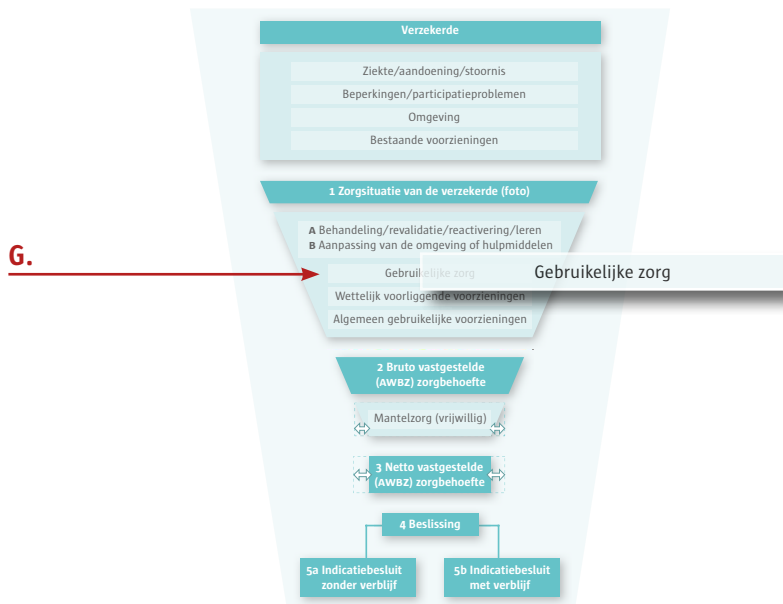 Verzekerde
Ziekte/aandoening/stoornis
Beperkingen/participatieproblemen
Omgeving
Bestaande voorzieningen
1 Zorgsituatie van de verzekerde (foto)
A Behandeling/revalidatie/reactivering/leren
B Aanpassing van de omgeving of hulpmiddelen
G.
Gebruikelijke zorg
Gebruikelijke zorg
Wettelijk voorliggende voorzieningen
Algemeen gebruikelijke voorzieningen
2 Bruto vastgestelde
(AWBZ) zorgbehoefte
Mantelzorg (vrijwillig)
3 Netto vastgestelde
(AWBZ) zorgbehoefte
4 Beslissing
5a Indicatiebesluit
zonder verblijf
5b Indicatiebesluit
met verblijf